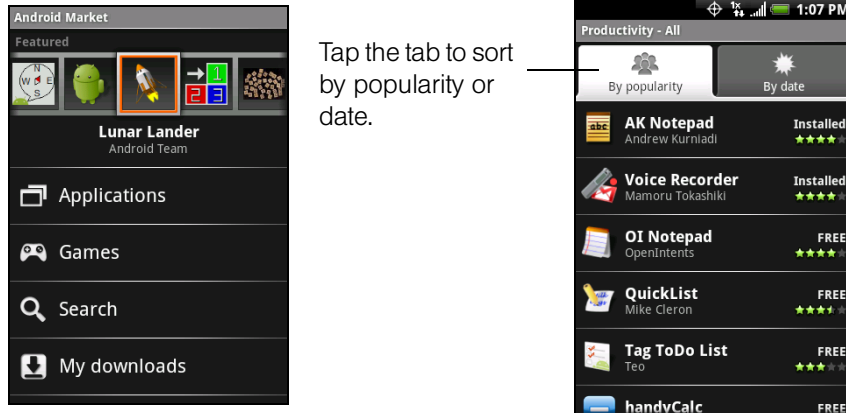 Android Market
Featured
Lunar Lander
Android Team
Applications
Games
Search
My downloads
Tap the tab to sort
by popularity or
date.
1:07 PM
Productivity - All
By popularity
By date
AK Notepad
Installed
Andrew Kurniadi
Voice Recorder
Installed
Mamoru Tokashiki
OI Notepad
FREE
OpenIntents
QuickList
FREE
Mike Cleron
Tag ToDo List
FREE
Teo
handyCalc
FREE